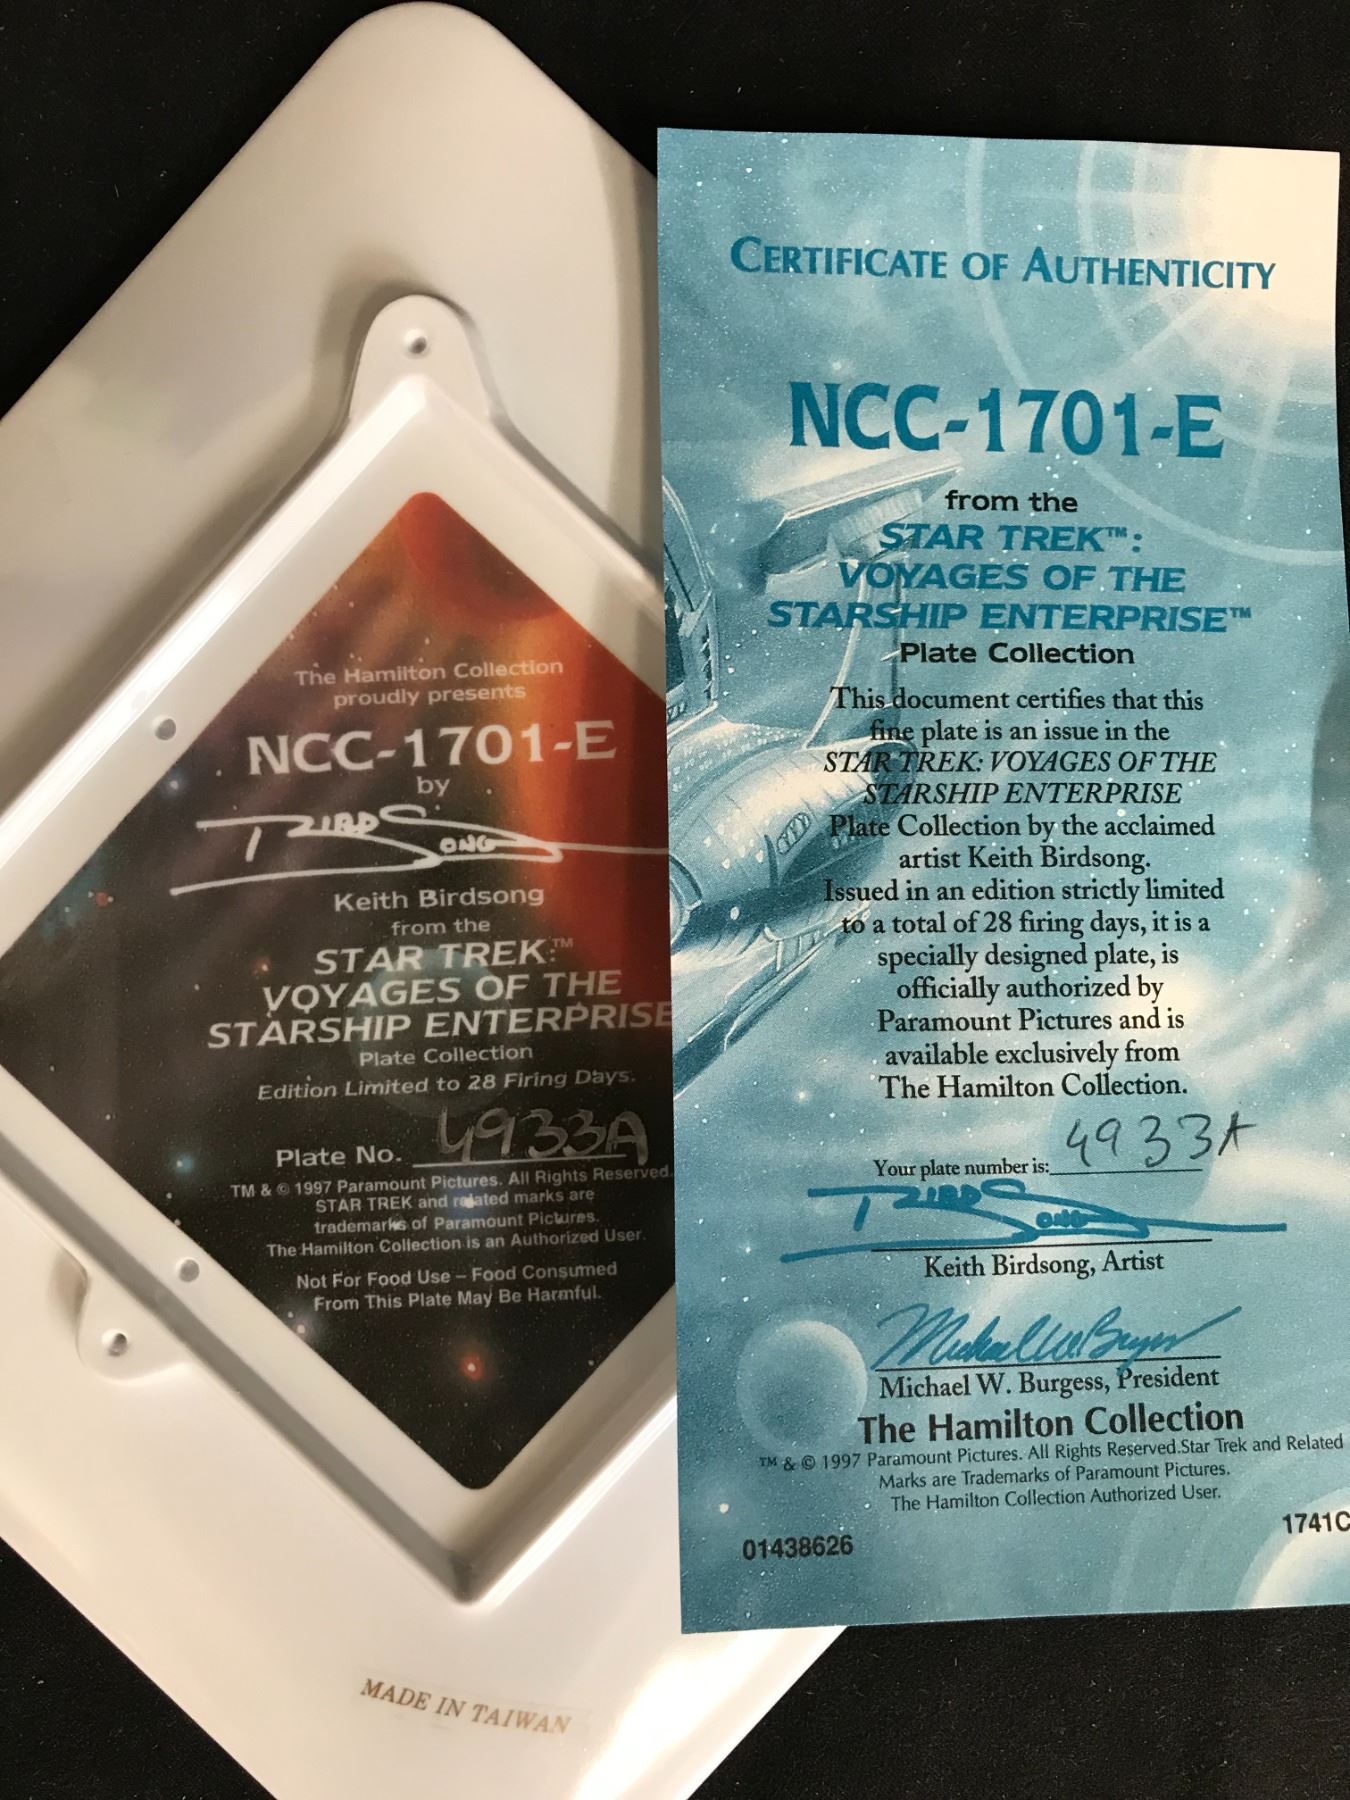 The Hamilton Collection
proudly presents
NCC-1701-E
by
BIRDSONG
Keith Birdsong
from the
STAR TREK:™
VOYAGES OF THE
STARSHIP ENTERPRISE
Plate Collection
Edition Limited to 28 Firing Days.
Plate No. 4933A
TM & © 1997 Paramount Pictures. All Rights Reserved.
STAR TREK and related marks are
trademarks of Paramount Pictures.
The Hamilton Collection is an Authorized User.
Not For Food Use – Food Consumed
From This Plate May Be Harmful.
MADE IN TAIWAN
CERTIFICATE OF AUTHENTICITY
NCC-1701-E
from the
STAR TREK™:
VOYAGES OF THE
STARSHIP ENTERPRISE™
Plate Collection
This document certifies that this
fine plate is an issue in the
STAR TREK: VOYAGES OF THE
STARSHIP ENTERPRISE
Plate Collection by the acclaimed
artist Keith Birdsong.
Issued in an edition strictly limited
to a total of 28 firing days, it is a
specially designed plate, is
officially authorized by
Paramount Pictures and is
available exclusively from
The Hamilton Collection.
Your plate number is: 4933A
BIRDSONG
Keith Birdsong, Artist
Michael W. Burgess
Michael W. Burgess, President
The Hamilton Collection
™ & © 1997 Paramount Pictures. All Rights Reserved.Star Trek and Related
Marks are Trademarks of Paramount Pictures.
The Hamilton Collection Authorized User.
01438626
1741C